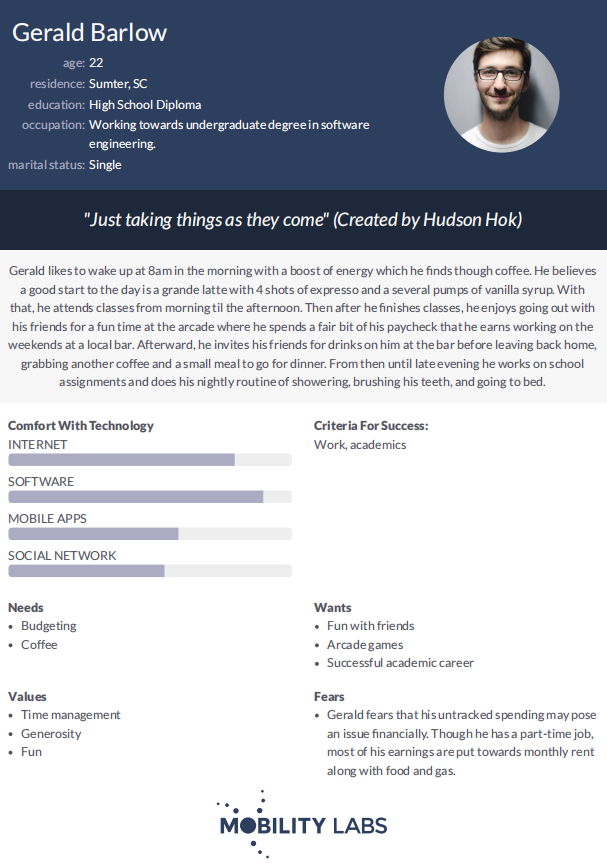 Gerald Barlow
age: 22
residence: Sumter, SC
education: High School Diploma
occupation: Working towards undergraduate degree in software
engineering.
marital status: Single
"Just taking things as they come" (Created by Hudson Hok)
Gerald likes to wake up at 8am in the morning with a boost of energy which he finds though coffee. He believes
a good start to the day is a grande latte with 4 shots of expresso and a several pumps of vanilla syrup. With
that, he attends classes from morning til the afternoon. Then after he finishes classes, he enjoys going out with
his friends for a fun time at the arcade where he spends a fair bit of his paycheck that he earns working on the
weekends at a local bar. Afterward, he invites his friends for drinks on him at the bar before leaving back home,
grabbing another coffee and a small meal to go for dinner. From then until late evening he works on school
assignments and does his nightly routine of showering, brushing his teeth, and going to bed.
Comfort With Technology
INTERNET
SOFTWARE
MOBILE APPS
SOCIAL NETWORK
Criteria For Success:
Work, academics
Needs
• Budgeting
• Coffee
Wants
• Fun with friends
• Arcade games
• Successful academic career
Values
• Time management
• Generosity
• Fun
Fears
• Gerald fears that his untracked spending may pose
an issue financially. Though he has a part-time job,
most of his earnings are put towards monthly rent
along with food and gas.
MOBILITY LABS